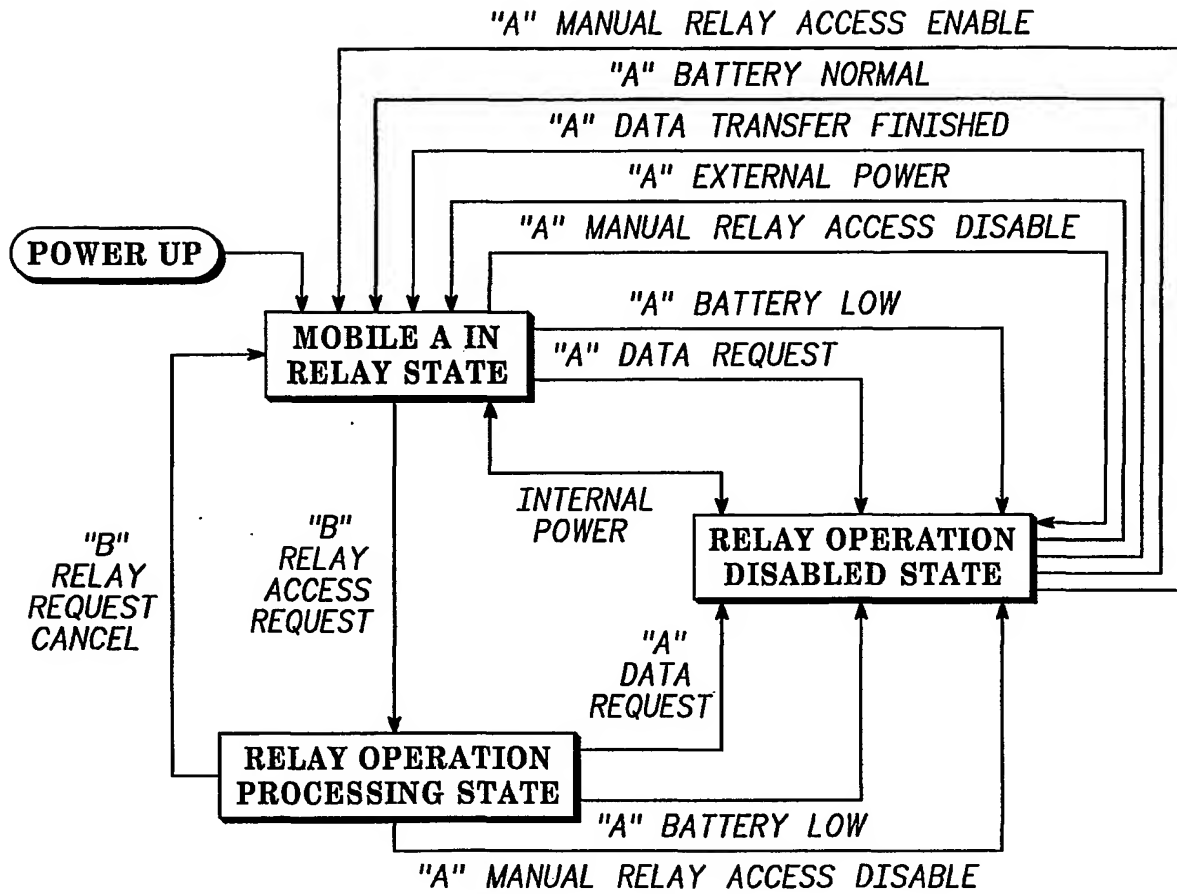 "A" MANUAL RELAY ACCESS ENABLE
"A" BATTERY NORMAL
"A" DATA TRANSFER FINISHED
"A" EXTERNAL POWER
"A" MANUAL RELAY ACCESS DISABLE
POWER UP
"A" BATTERY LOW
MOBILE A IN
RELAY STATE
"A" DATA REQUEST
INTERNAL
POWER
"B"
RELAY
REQUEST
CANCEL
"B"
RELAY
ACCESS
REQUEST
RELAY OPERATION
DISABLED STATE
"A"
DATA
REQUEST
RELAY OPERATION
PROCESSING STATE
"A" BATTERY LOW
"A" MANUAL RELAY ACCESS DISABLE